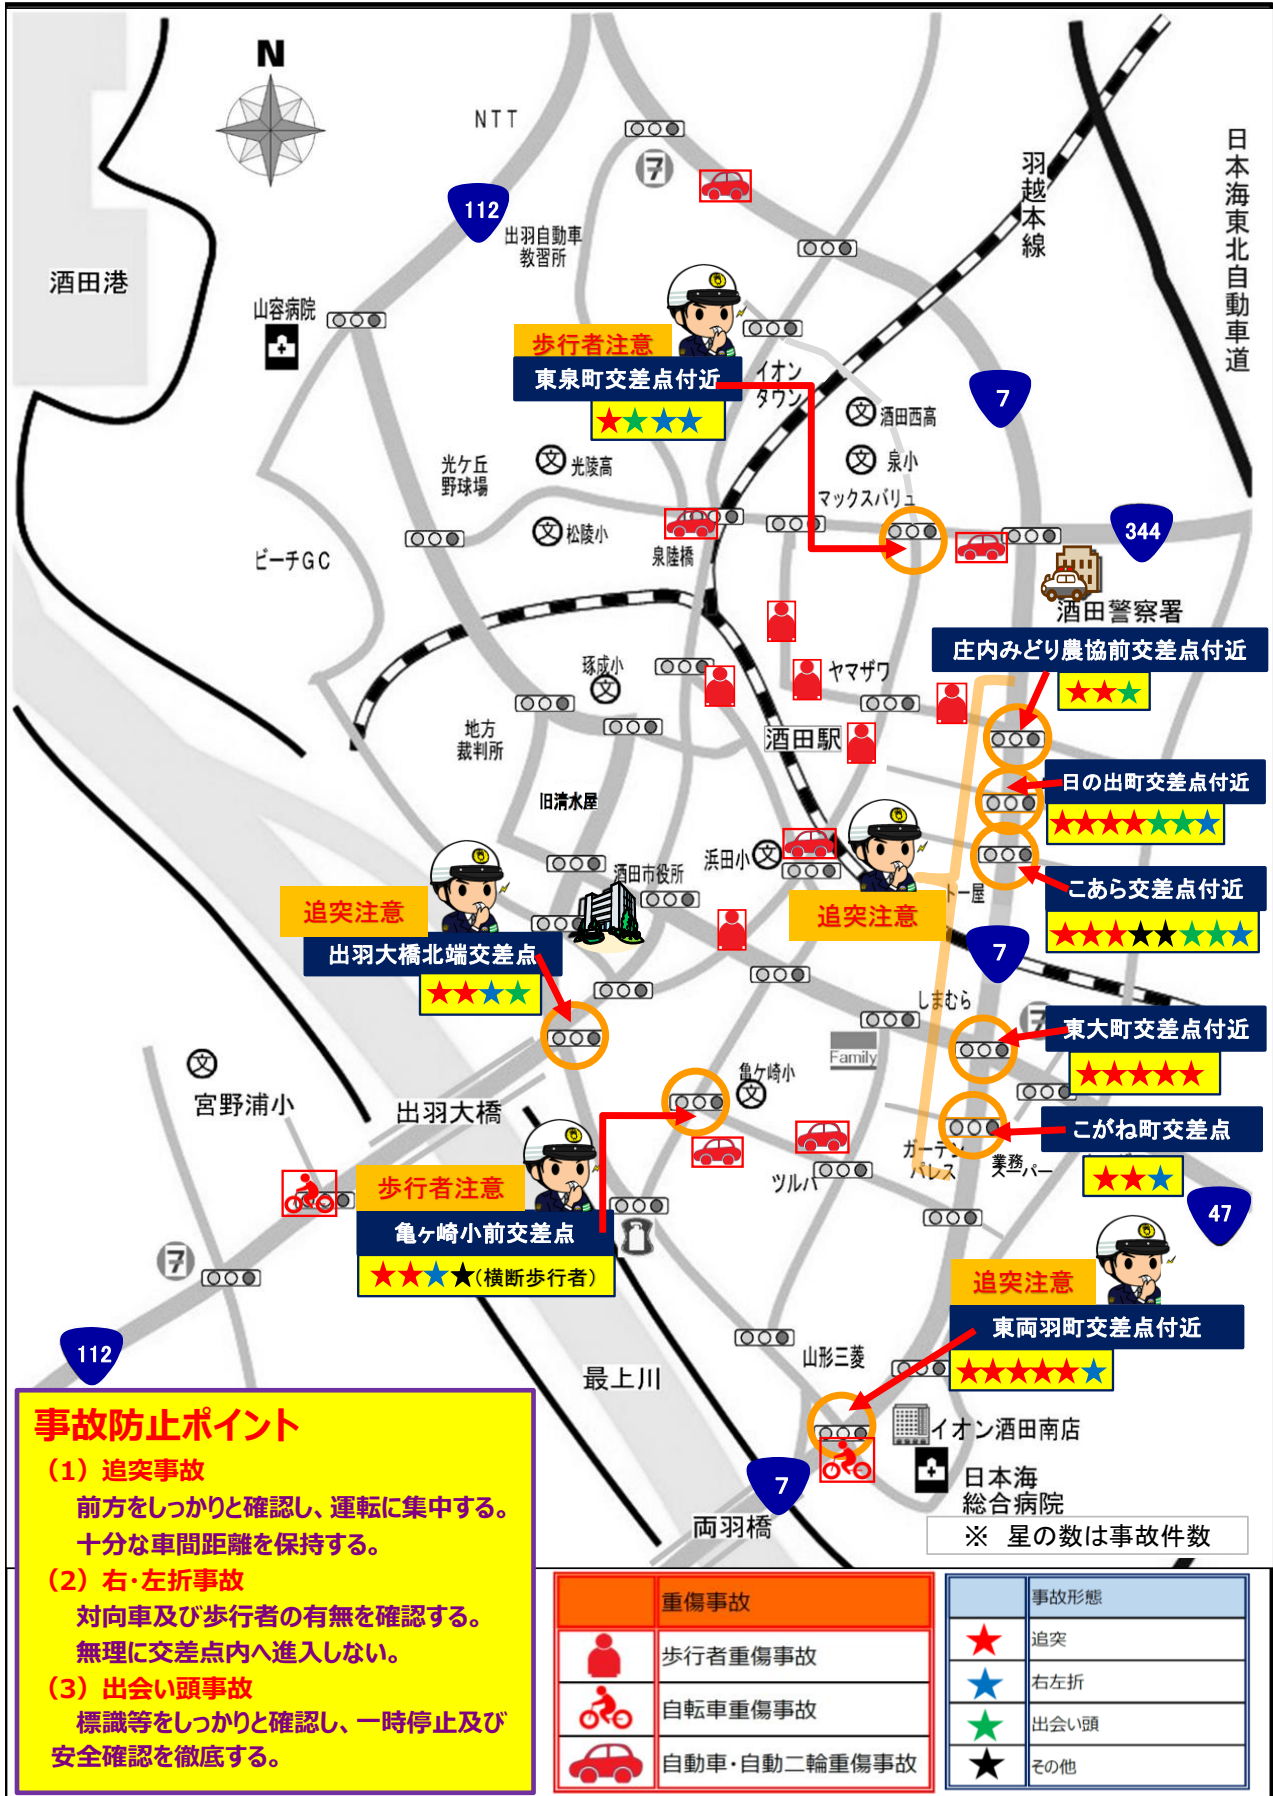 N
NTT
112
出羽自動車
教習所
羽越本線
日本海東北自動車道
酒田港
山容病院
歩行者注意
東泉町交差点付近
イオン
タウン
7
文 酒田西高
文 泉小
光ケ丘
野球場
文 光陵高
マックスバリュ
文 松陵小
344
ビーチGC
泉陸橋
酒田警察署
庄内みどり農協前交差点付近
琢成小
文
ヤマザワ
地方
裁判所
酒田駅
日の出町交差点付近
旧清水屋
浜田小 文
酒田市役所
こあら交差点付近
追突注意
追突注意
ト一屋
出羽大橋北端交差点
7
しまむら
東大町交差点付近
Family
文
宮野浦小
亀ケ崎小
文
出羽大橋
こがね町交差点
ガーデン
パレス
業務
スーパー
歩行者注意
ツルハ
亀ヶ崎小前交差点
47
(横断歩行者)
追突注意
東両羽町交差点付近
112
山形三菱
最上川
イオン酒田南店
7
日本海
総合病院
両羽橋
※ 星の数は事故件数
事故防止ポイント
(1)追突事故
前方をしっかりと確認し、運転に集中する。
十分な車間距離を保持する。
(2)右・左折事故
対向車及び歩行者の有無を確認する。
無理に交差点内へ進入しない。
(3)出会い頭事故
標識等をしっかりと確認し、一時停止及び
安全確認を徹底する。
重傷事故
歩行者重傷事故
自転車重傷事故
自動車・自動二輪重傷事故
事故形態
追突
右左折
出会い頭
その他